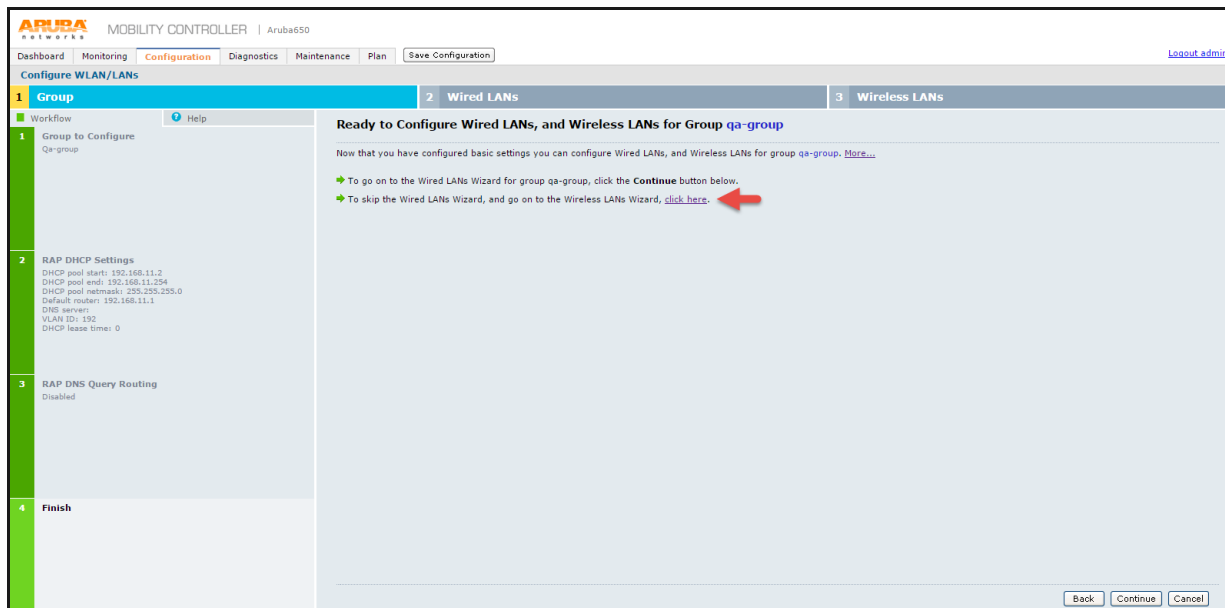 ARUBA networks MOBILITY CONTROLLER | Aruba650
Dashboard Monitoring Configuration Diagnostics Maintenance Plan Save Configuration Logout admin
Configure WLAN/LANs
1 Group 2 Wired LANs 3 Wireless LANs
Workflow ? Help
1 Group to Configure
Qa-group
2 RAP DHCP Settings
DHCP pool start: 192.168.11.2
DHCP pool end: 192.168.11.254
DHCP pool netmask: 255.255.255.0
Default router: 192.168.11.1
DNS server:
VLAN ID: 192
DHCP lease time: 0
3 RAP DNS Query Routing
Disabled
4 Finish
Ready to Configure Wired LANs, and Wireless LANs for Group qa-group
Now that you have configured basic settings you can configure Wired LANs, and Wireless LANs for group qa-group. More...
To go on to the Wired LANs Wizard for group qa-group, click the Continue button below.
To skip the Wired LANs Wizard, and go on to the Wireless LANs Wizard, click here.
Back Continue Cancel